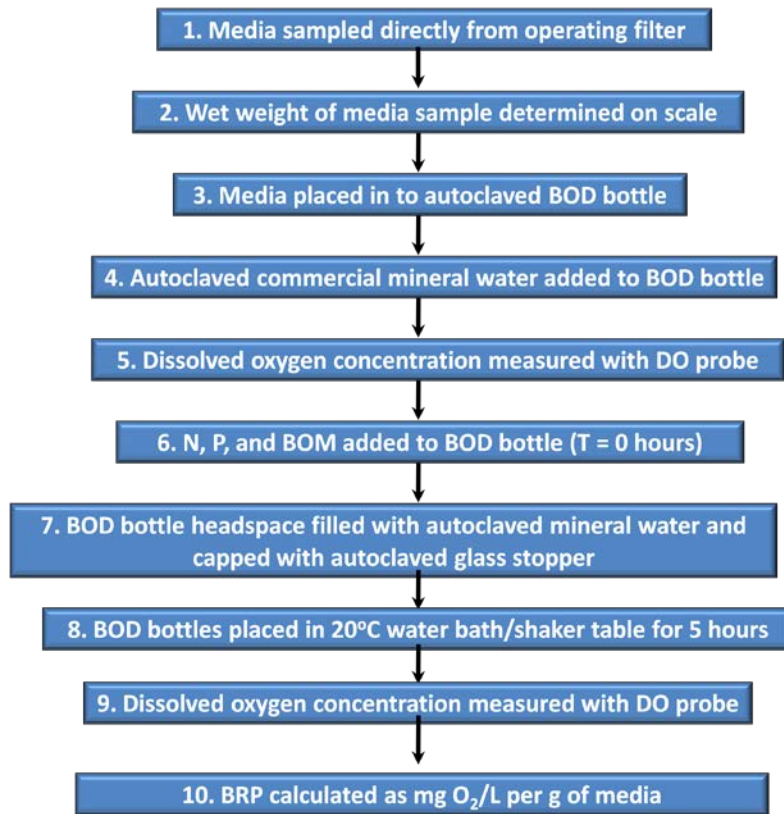 1. Media sampled directly from operating filter
2. Wet weight of media sample determined on scale
3. Media placed in to autoclaved BOD bottle
4. Autoclaved commercial mineral water added to BOD bottle
5. Dissolved oxygen concentration measured with DO probe
6. N, P, and BOM added to BOD bottle (T = 0 hours)
7. BOD bottle headspace filled with autoclaved mineral water and
capped with autoclaved glass stopper
8. BOD bottles placed in 20°C water bath/shaker table for 5 hours
9. Dissolved oxygen concentration measured with DO probe
10. BRP calculated as mg O₂/L per g of media